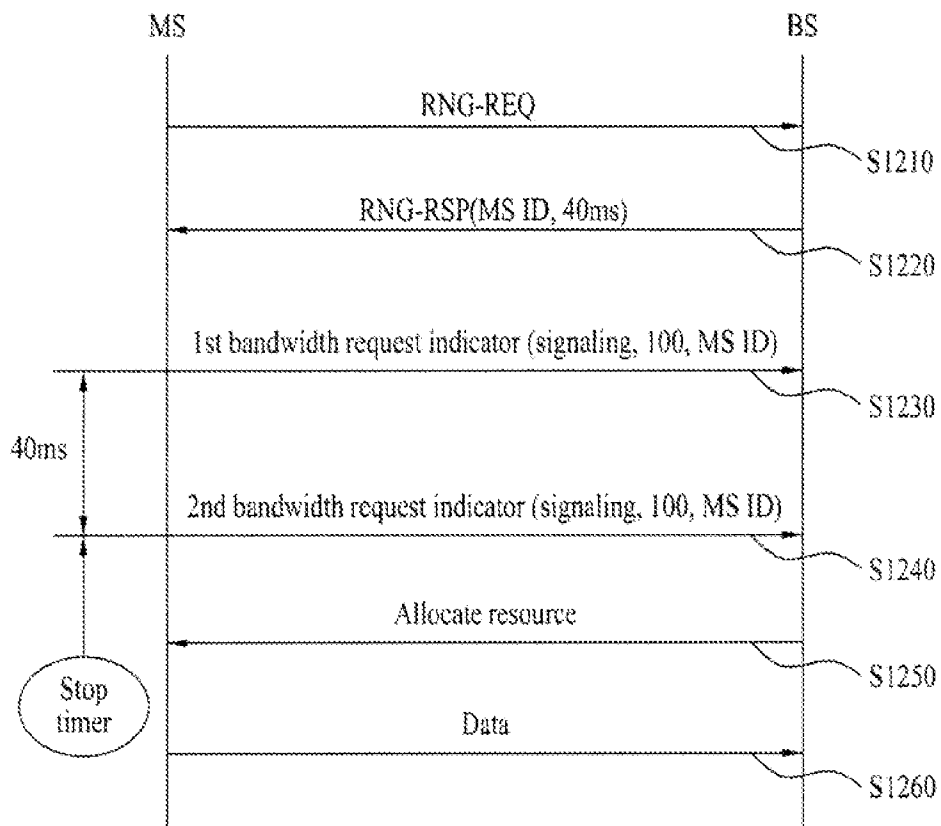 MS
BS
RNG-REQ
S1210
RNG-RSP(MS ID, 40ms)
S1220
1st bandwidth request indicator (signaling, 100, MS ID)
S1230
40ms
2nd bandwidth request indicator (signaling, 100, MS ID)
S1240
Allocate resource
S1250
Stop
timer
Data
S1260